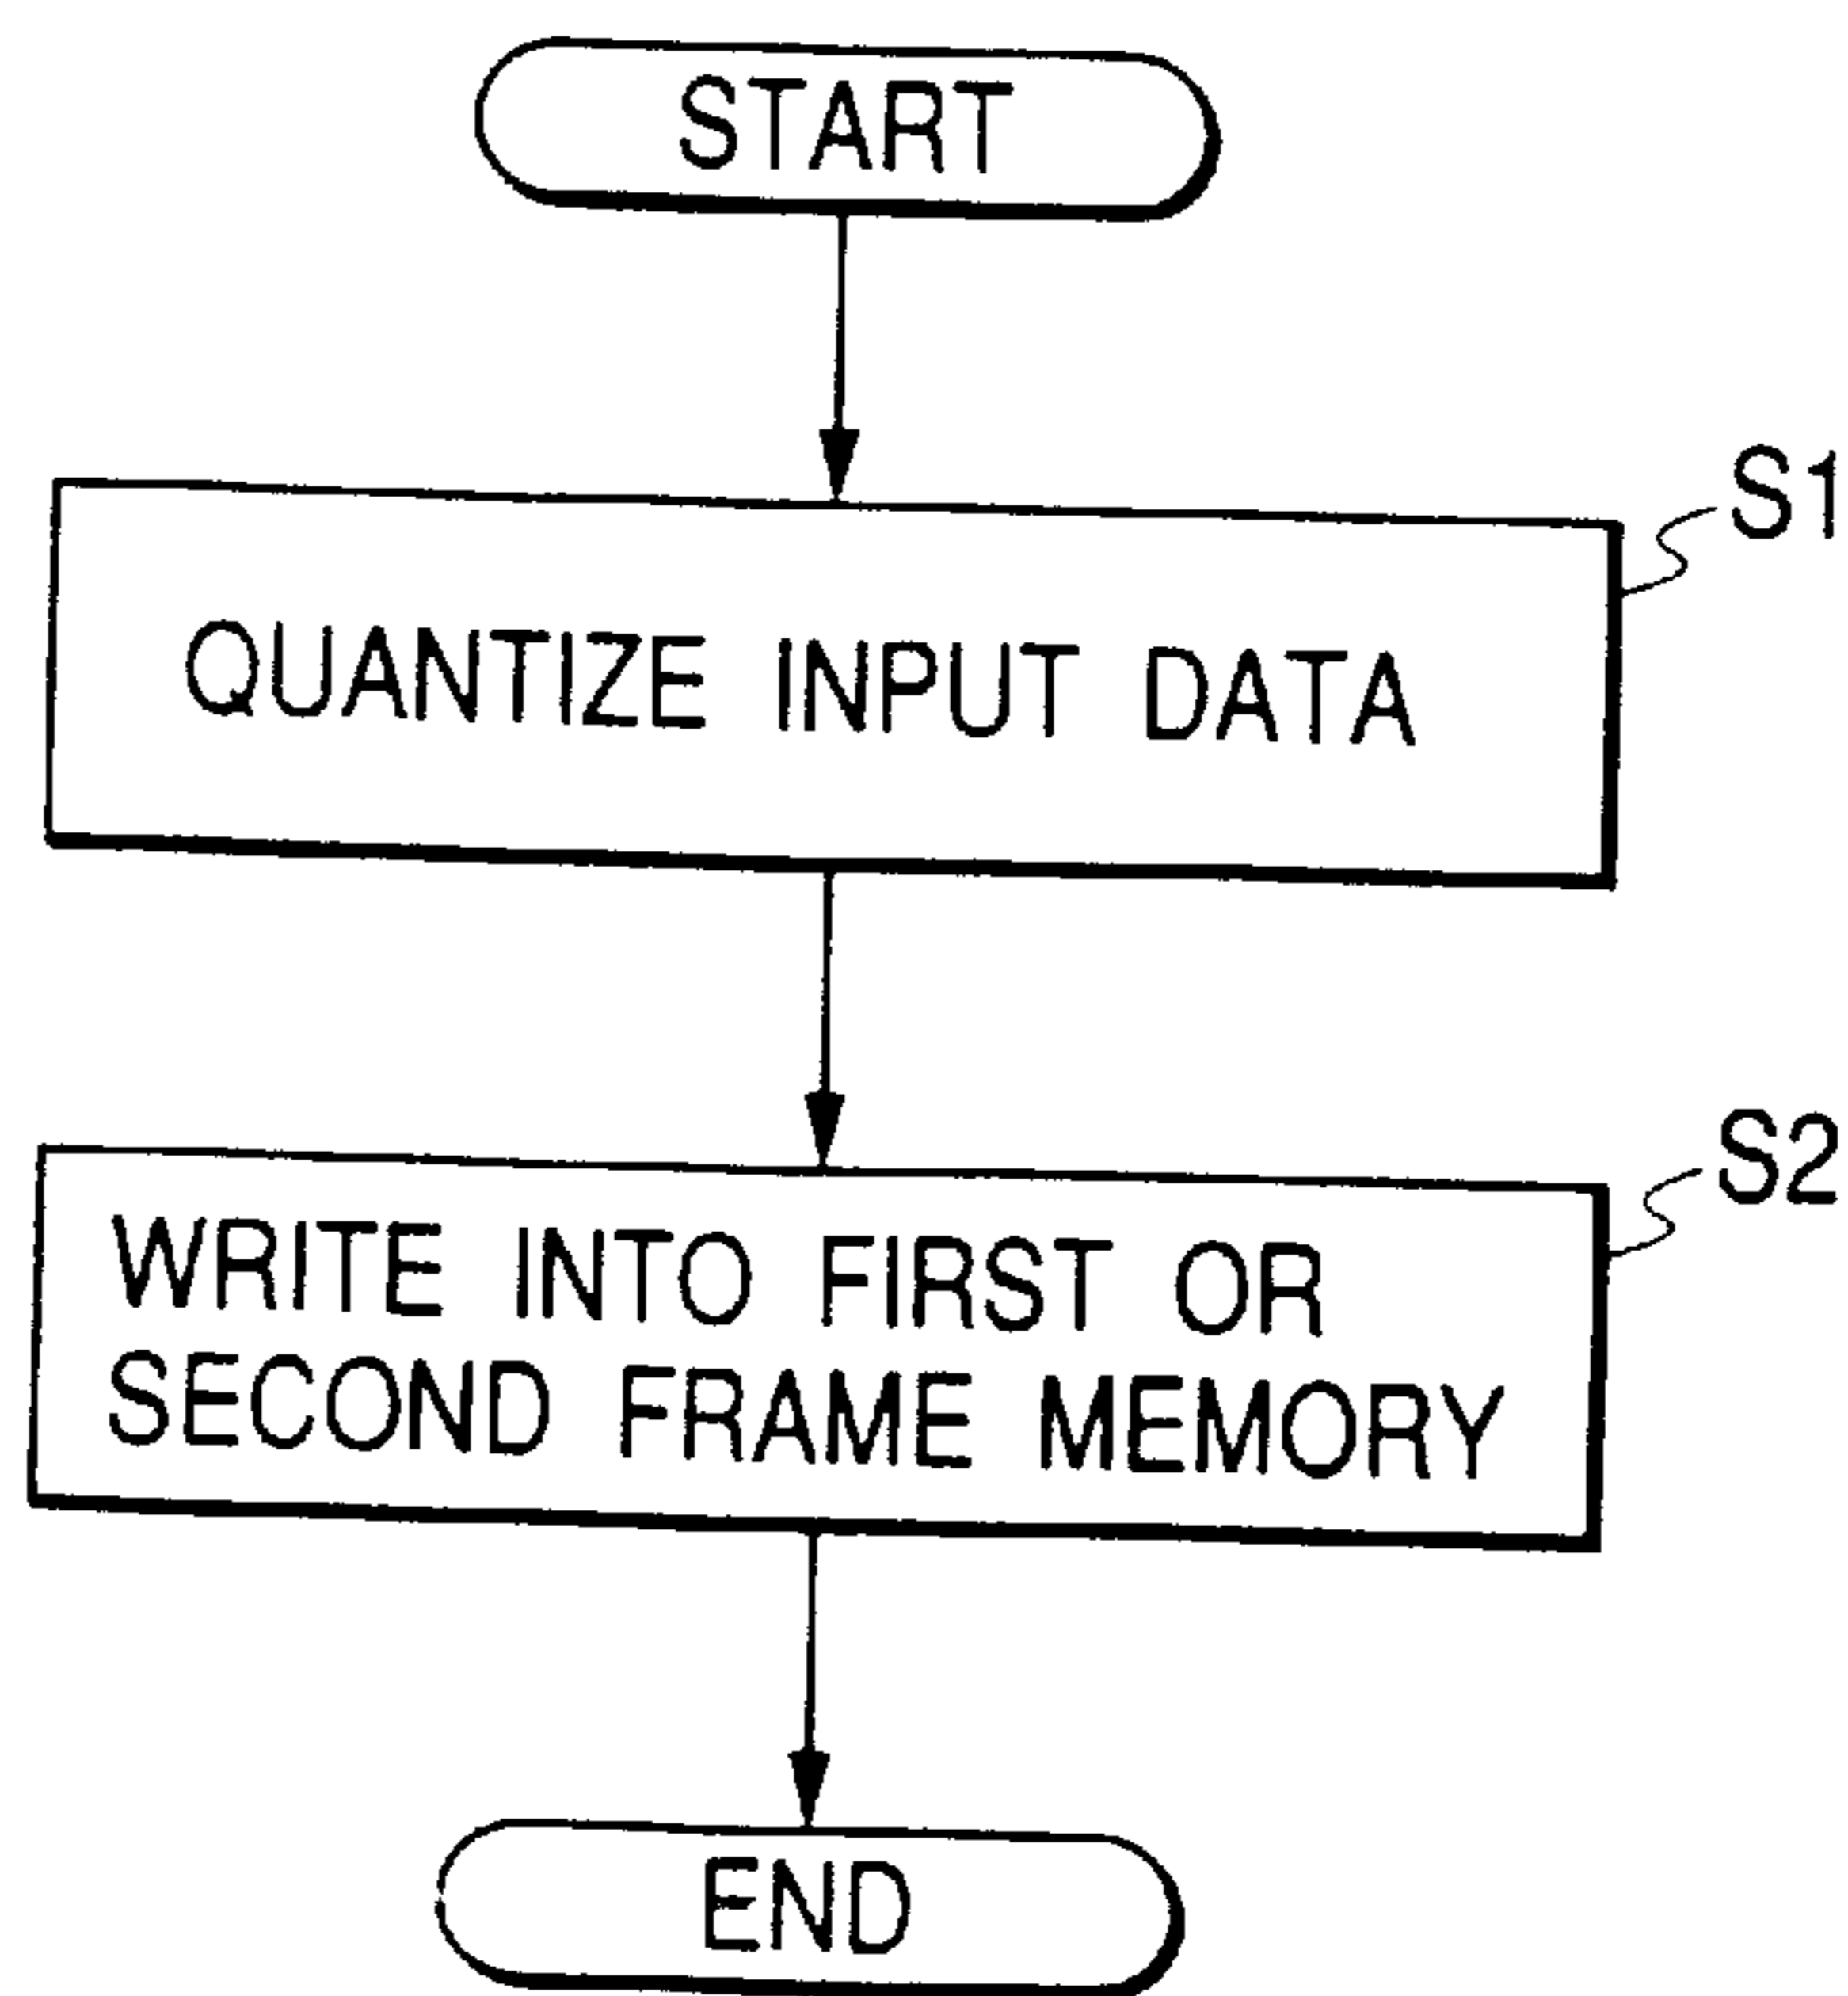 START
S1
QUANTIZE INPUT DATA
S2
WRITE INTO FIRST OR
SECOND FRAME MEMORY
END